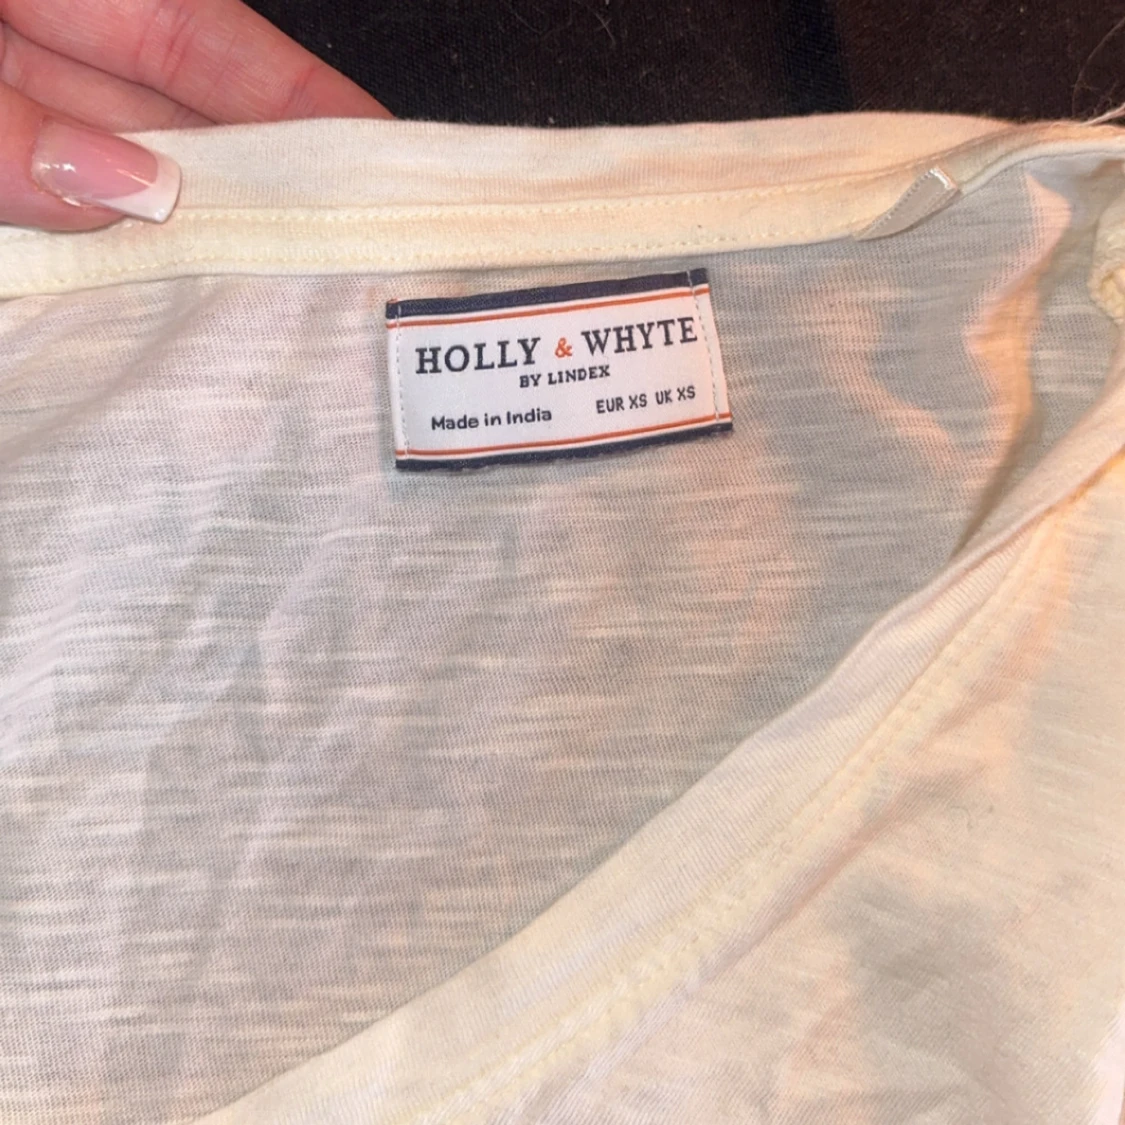 HOLLY & WHYTE
BY LINDEX
Made in India EUR XS UK XS